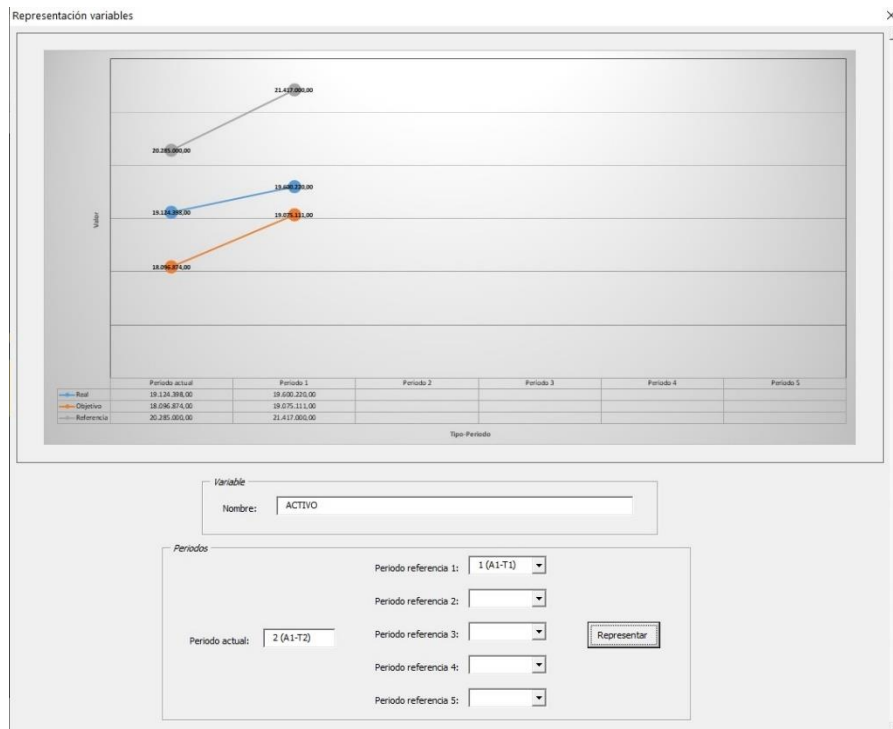 Representación variables
21.417.000,00
20.285.000,00
19.600.220,00
19.124.398,00
19.075.111,00
18.096.874,00
Valor
Periodo actual Periodo 1 Periodo 2 Periodo 3 Periodo 4 Periodo 5
Real 19.124.398,00 19.600.220,00
Objetivo 18.096.874,00 19.075.111,00
Referencia 20.285.000,00 21.417.000,00
Tipo-Periodo
Variable
Nombre: ACTIVO
Periodos
Periodo referencia 1: 1 (A1-T1)
Periodo referencia 2:
Periodo actual: 2 (A1-T2) Periodo referencia 3: Representar
Periodo referencia 4:
Periodo referencia 5: